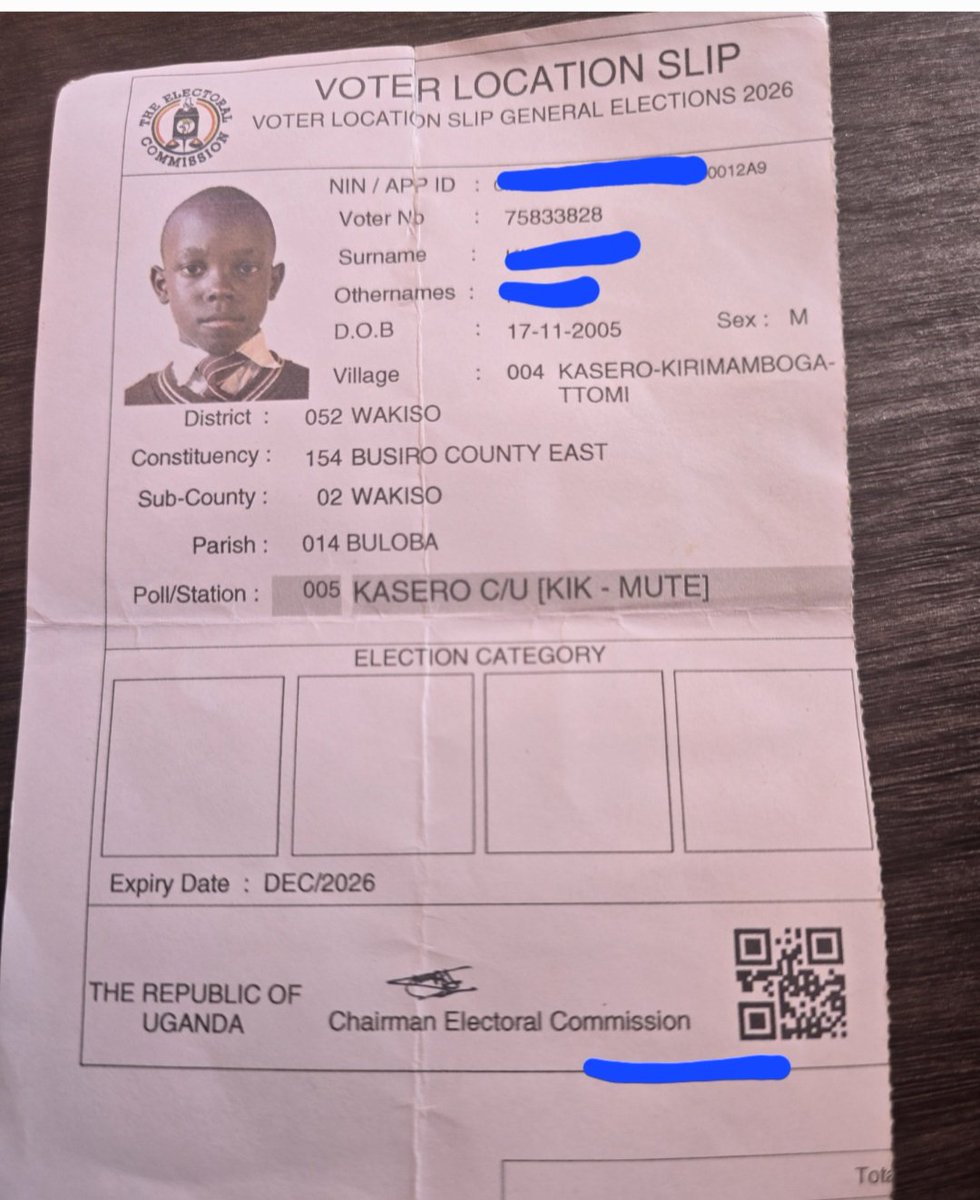 THE ELECTORAL COMMISSION
VOTER LOCATION SLIP
VOTER LOCATION SLIP GENERAL ELECTIONS 2026
NIN / APP ID : 0012A9
Voter No : 75833828
Surname :
Othernames :
D.O.B : 17-11-2005 Sex : M
Village : 004 KASERO-KIRIMAMBOGA-
TTOMI
District : 052 WAKISO
Constituency : 154 BUSIRO COUNTY EAST
Sub-County : 02 WAKISO
Parish : 014 BULOBA
Poll/Station : 005 KASERO C/U [KIK - MUTE]
ELECTION CATEGORY
Expiry Date : DEC/2026
THE REPUBLIC OF
UGANDA
Chairman Electoral Commission